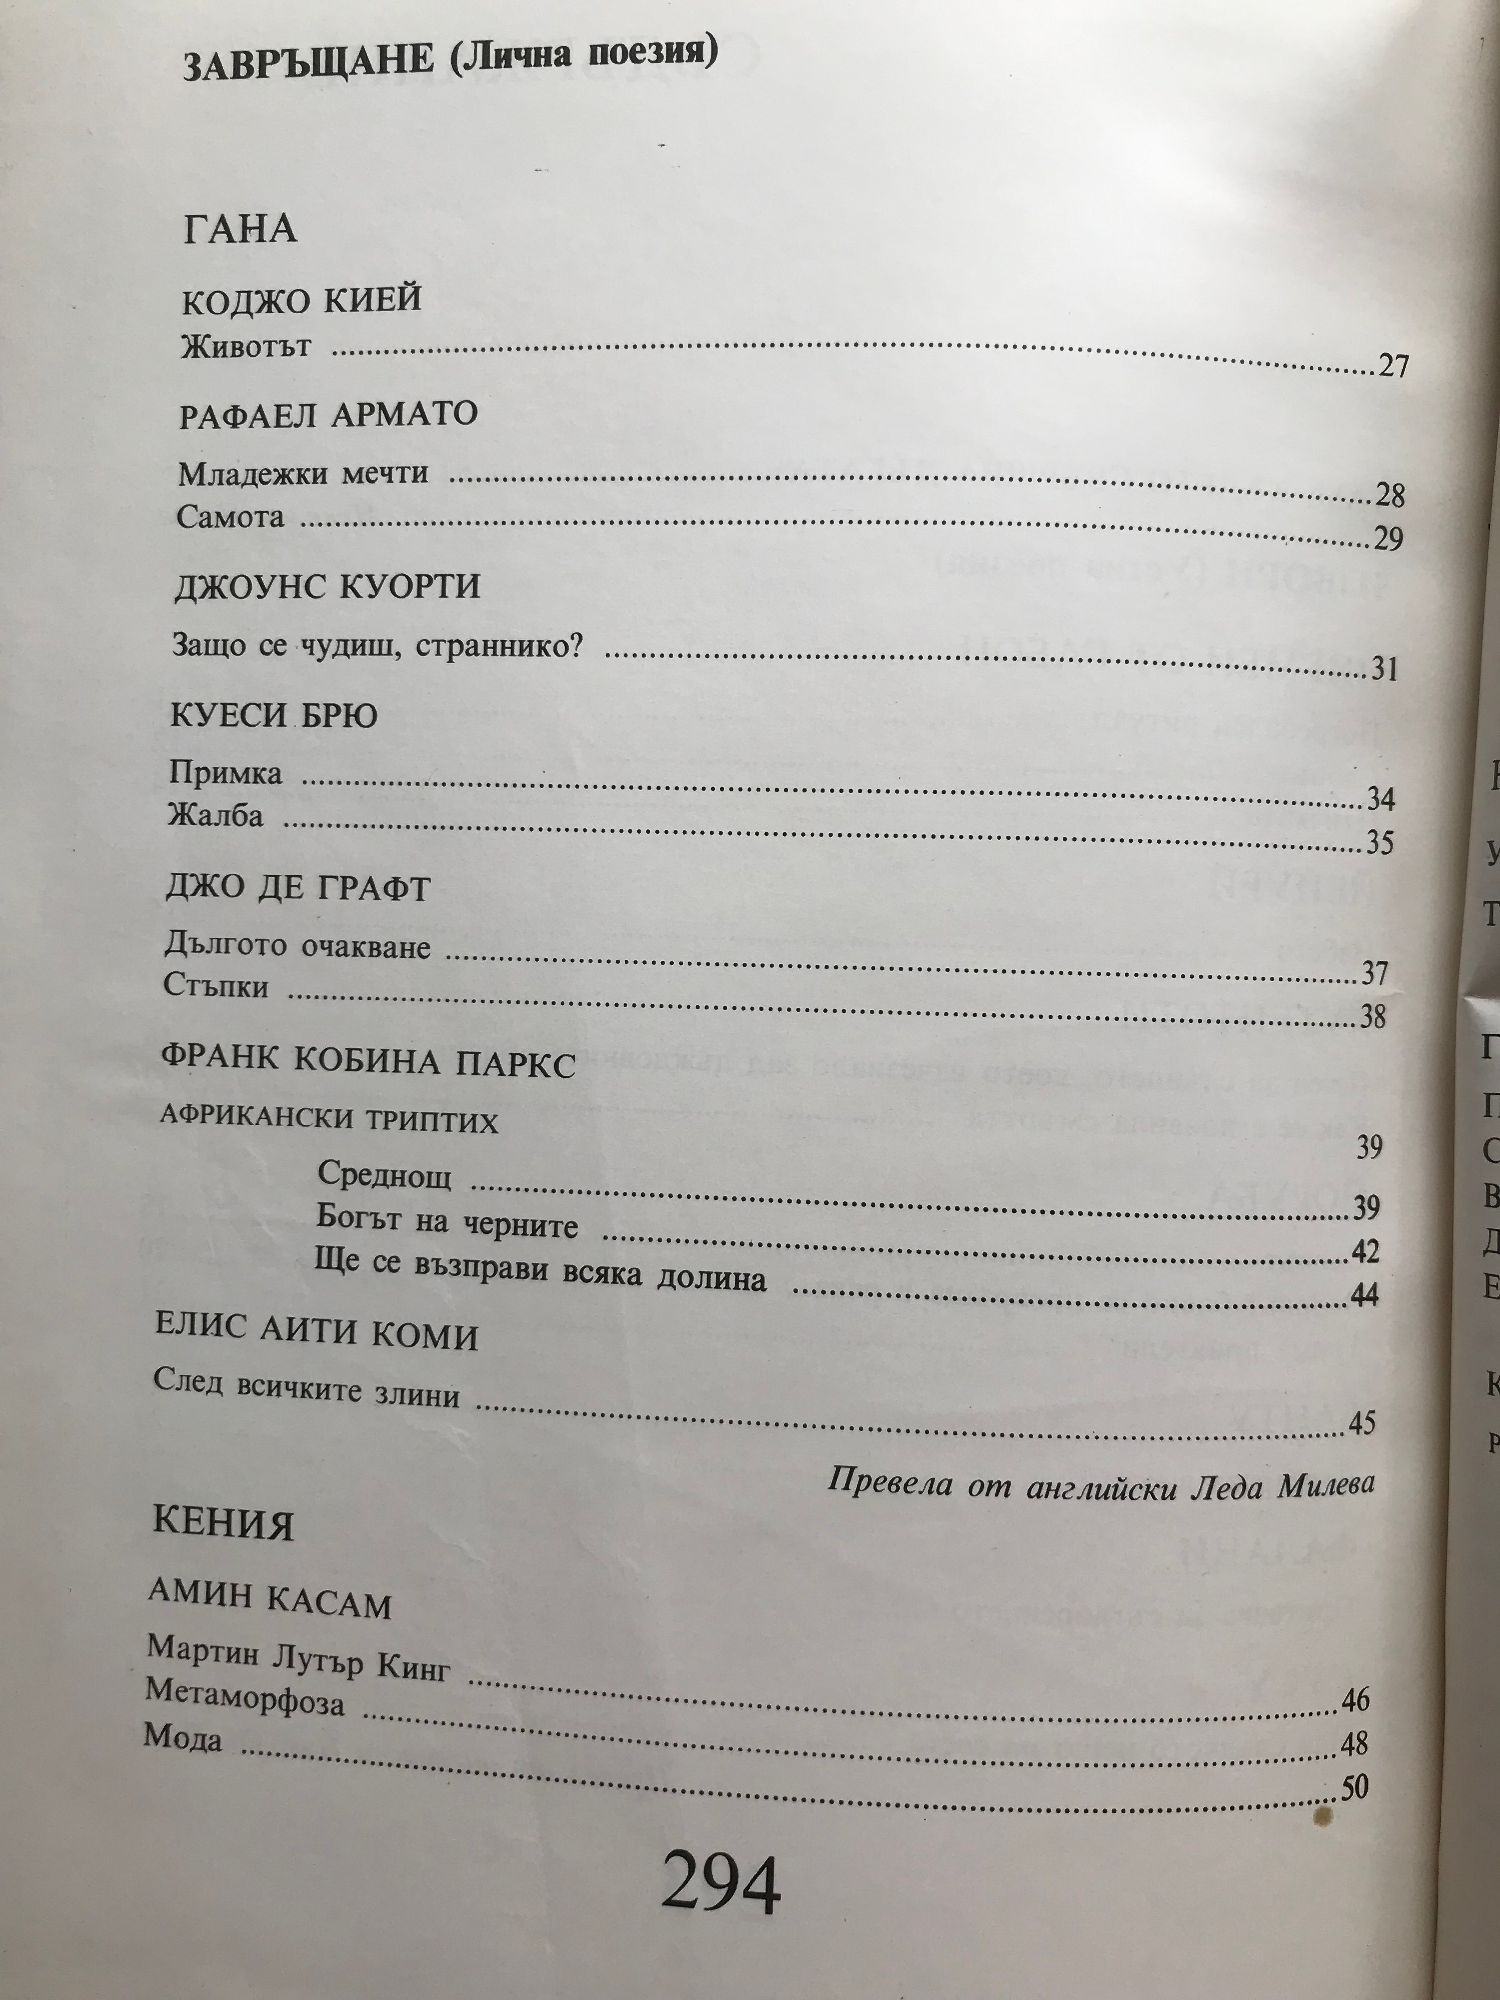 ЗАВРЪЩАНЕ (Лична поезия)
ГАНА
КОДЖО КИЕЙ
Животът ........ 27
РАФАЕЛ АРМАТО
Младежки мечти ........ 28
Самота ........ 29
ДЖОУНС КУОРТИ
Защо се чудиш, страннико? ........ 31
КУЕСИ БРЮ
Примка ........ 34
Жалба ........ 35
ДЖО ДЕ ГРАФТ
Дългото очакване ........ 37
Стъпки ........ 38
ФРАНК КОБИНА ПАРКС
АФРИКАНСКИ ТРИПТИХ 39
Среднощ ........ 39
Богът на черните ........ 42
Ще се възправи всяка долина ........ 44
ЕЛИС АИТИ КОМИ
След всичките злини ........ 45
Превела от английски Леда Милева
КЕНИЯ
АМИН КАСАМ
Мартин Лутър Кинг ........ 46
Метаморфоза ........ 48
Мода ........ 50
294